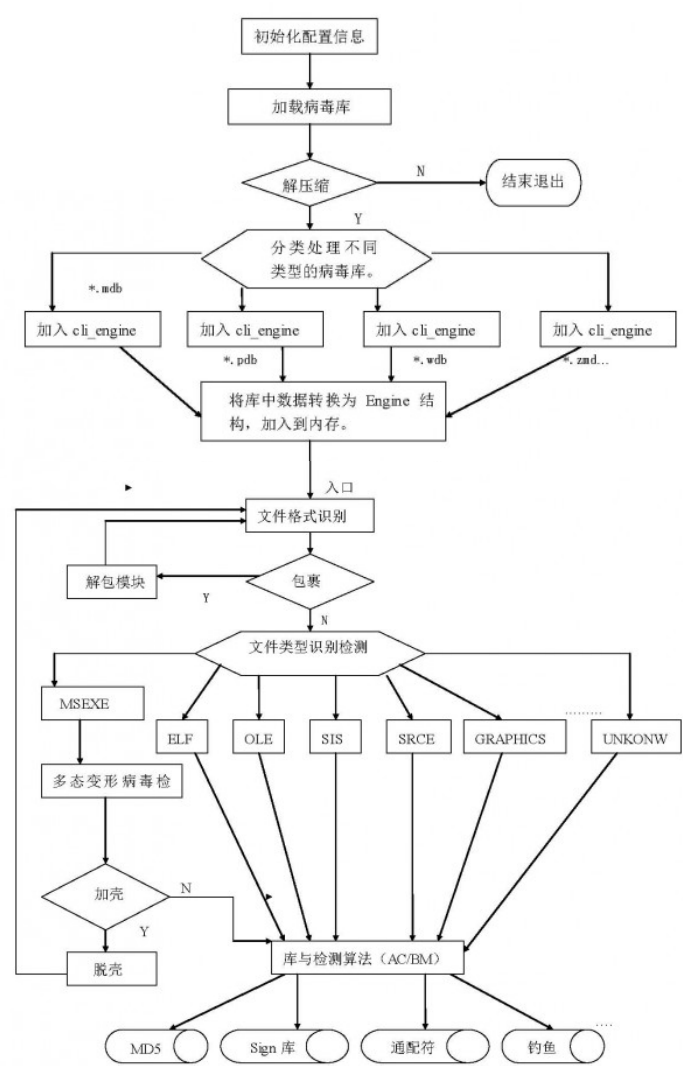 初始化配置信息
加载病毒库
解压缩
N
结束退出
Y
分类处理不同
类型的病毒库。
*.mdb
加入 cli_engine
加入 cli_engine
加入 cli_engine
加入 cli_engine
*.pdb
*.wdb
*.zmd...
将库中数据转换为 Engine 结
构，加入到内存。
入口
文件格式识别
解包模块
包裹
Y
N
文件类型识别检测
MSEXE
ELF
OLE
SIS
SRCE
GRAPHICS
.........
UNKONW
多态变形病毒检
加壳
N
Y
脱壳
库与检测算法（AC/BM）
MD5
Sign 库
通配符
钓鱼
....